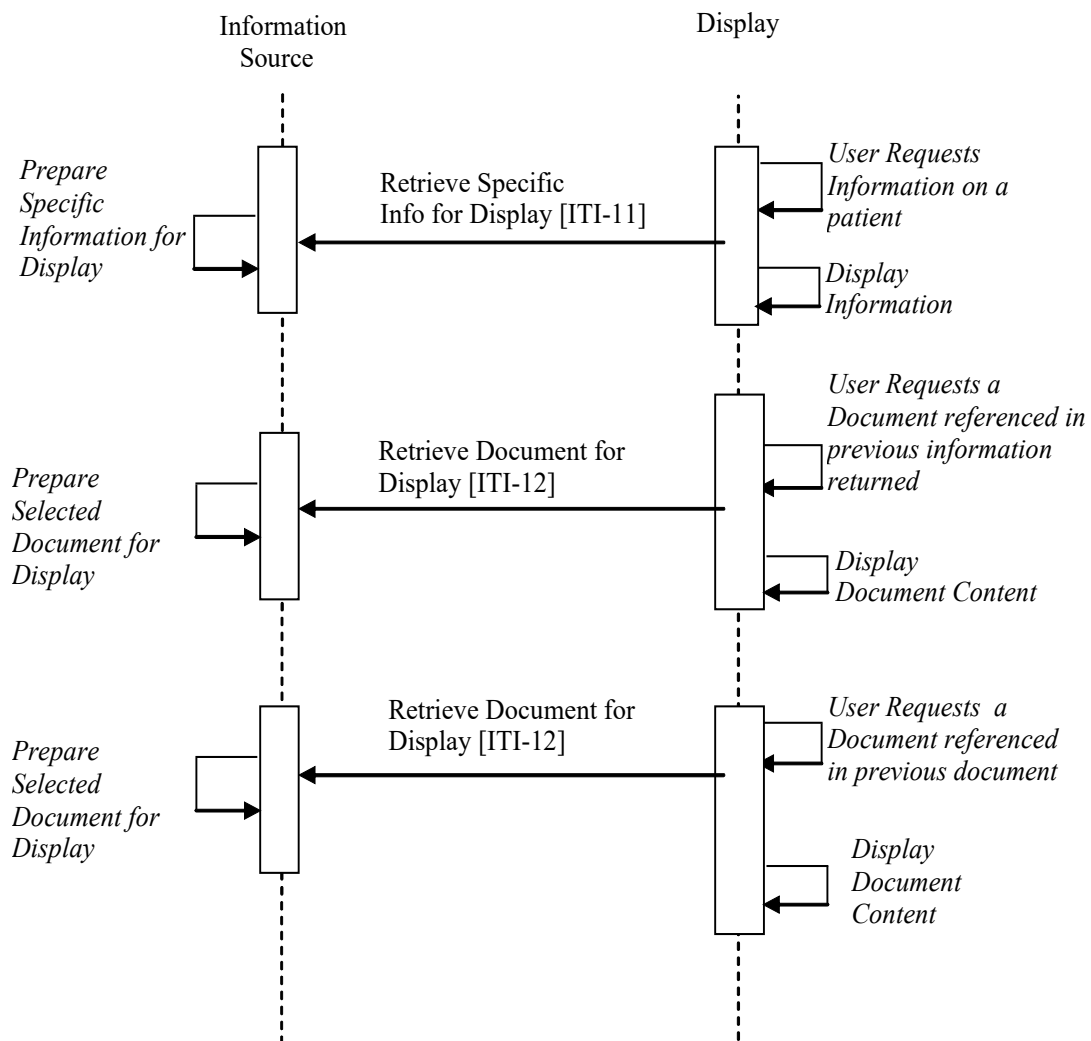 Information
Source
Display
Prepare
Specific
Information for
Display
Retrieve Specific
Info for Display [ITI-11]
User Requests
Information on a
patient
Display
Information
Prepare
Selected
Document for
Display
Retrieve Document for
Display [ITI-12]
User Requests a
Document referenced in
previous information
returned
Display
Document Content
Prepare
Selected
Document for
Display
Retrieve Document for
Display [ITI-12]
User Requests  a
Document referenced
in previous document
Display
Document
Content